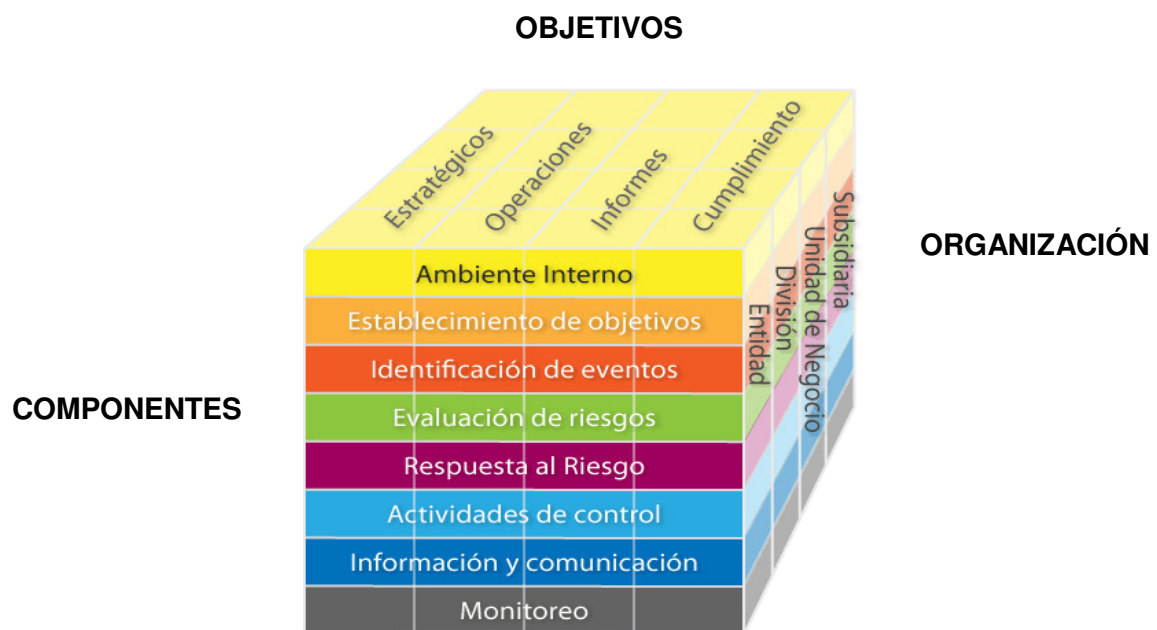 OBJETIVOS
Estratégicos
Operaciones
Informes
Cumplimiento
ORGANIZACIÓN
Entidad
División
Unidad de Negocio
Subsidiaria
COMPONENTES
Ambiente Interno
Establecimiento de objetivos
Identificación de eventos
Evaluación de riesgos
Respuesta al Riesgo
Actividades de control
Información y comunicación
Monitoreo